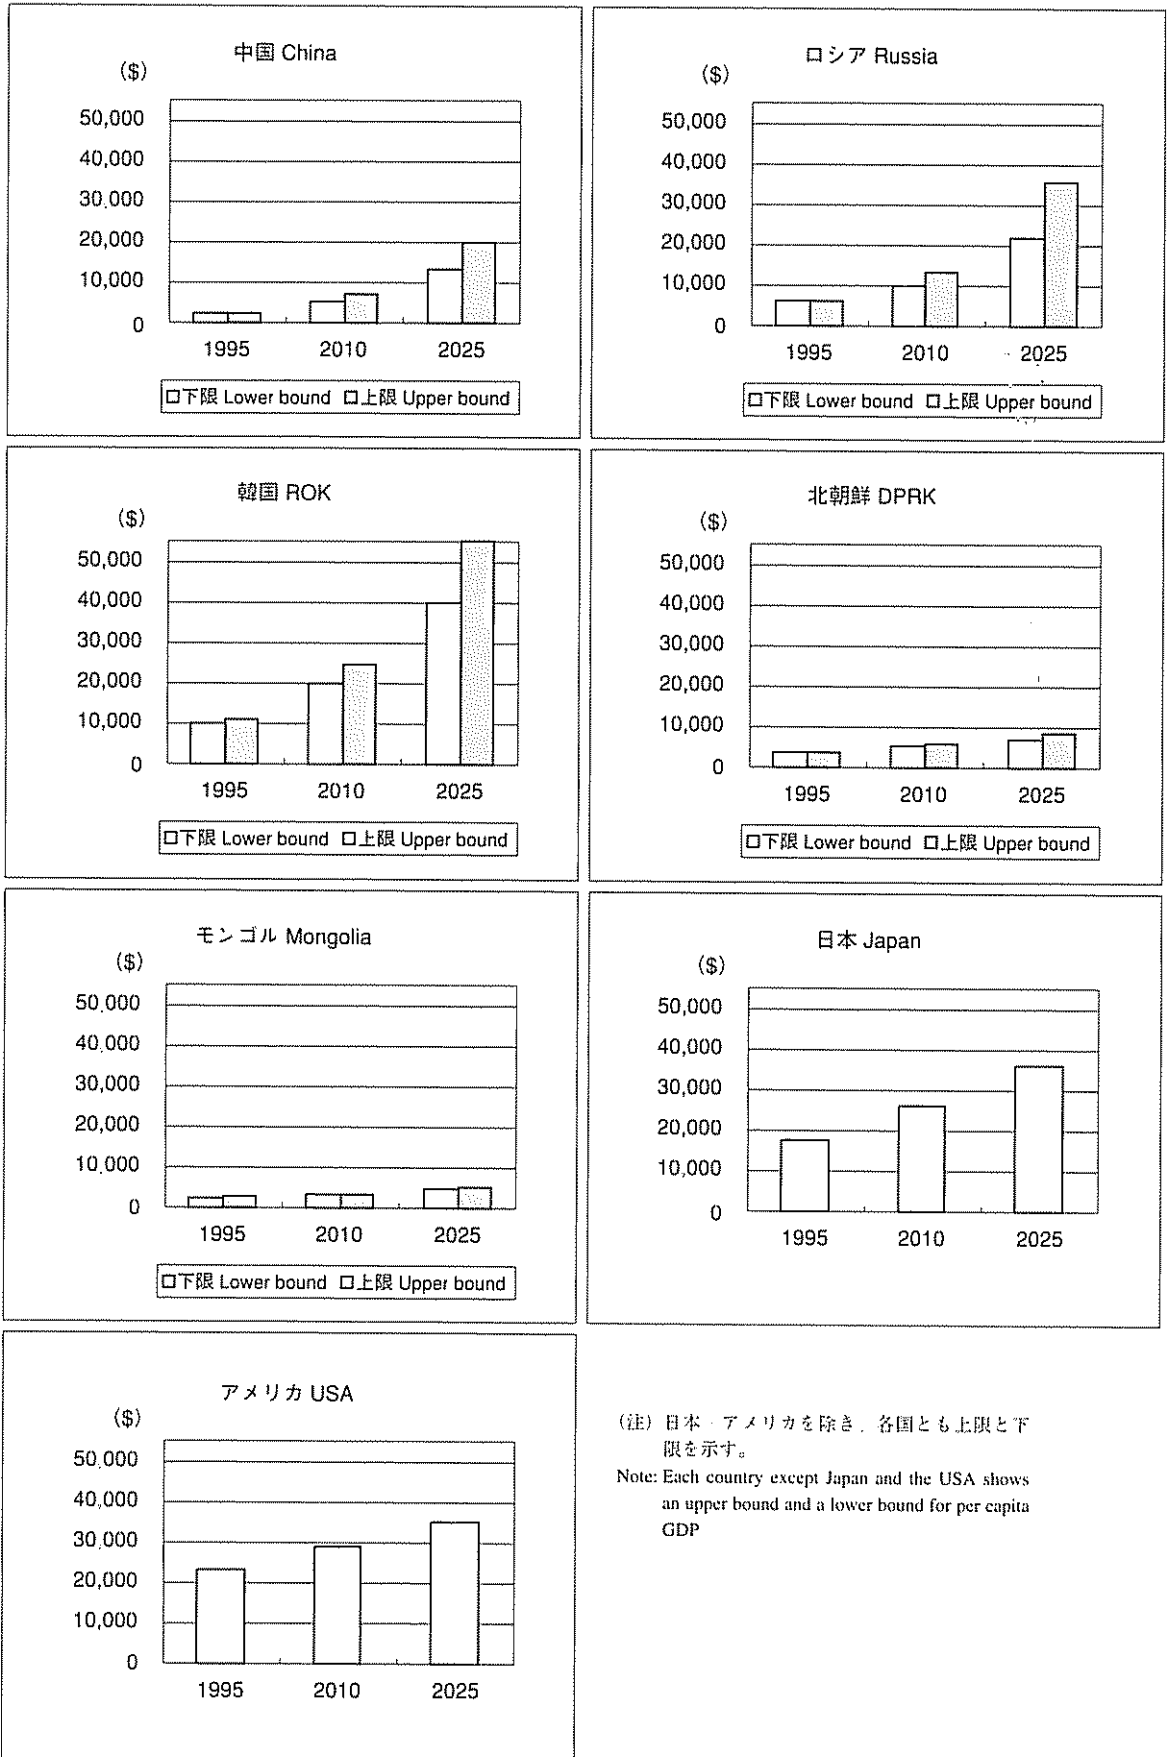 中国 China
($)
50,000
40,000
30,000
20,000
10,000
0
1995 2010 2025
下限 Lower bound 上限 Upper bound
ロシア Russia
($)
50,000
40,000
30,000
20,000
10,000
0
1995 2010 2025
下限 Lower bound 上限 Upper bound
韓国 ROK
($)
50,000
40,000
30,000
20,000
10,000
0
1995 2010 2025
下限 Lower bound 上限 Upper bound
北朝鮮 DPRK
($)
50,000
40,000
30,000
20,000
10,000
0
1995 2010 2025
下限 Lower bound 上限 Upper bound
モンゴル Mongolia
($)
50,000
40,000
30,000
20,000
10,000
0
1995 2010 2025
下限 Lower bound 上限 Upper bound
日本 Japan
($)
50,000
40,000
30,000
20,000
10,000
0
1995 2010 2025
アメリカ USA
($)
50,000
40,000
30,000
20,000
10,000
0
1995 2010 2025
(注) 日本・アメリカを除き、各国とも上限と下
限を示す。
Note: Each country except Japan and the USA shows
an upper bound and a lower bound for per capita
GDP